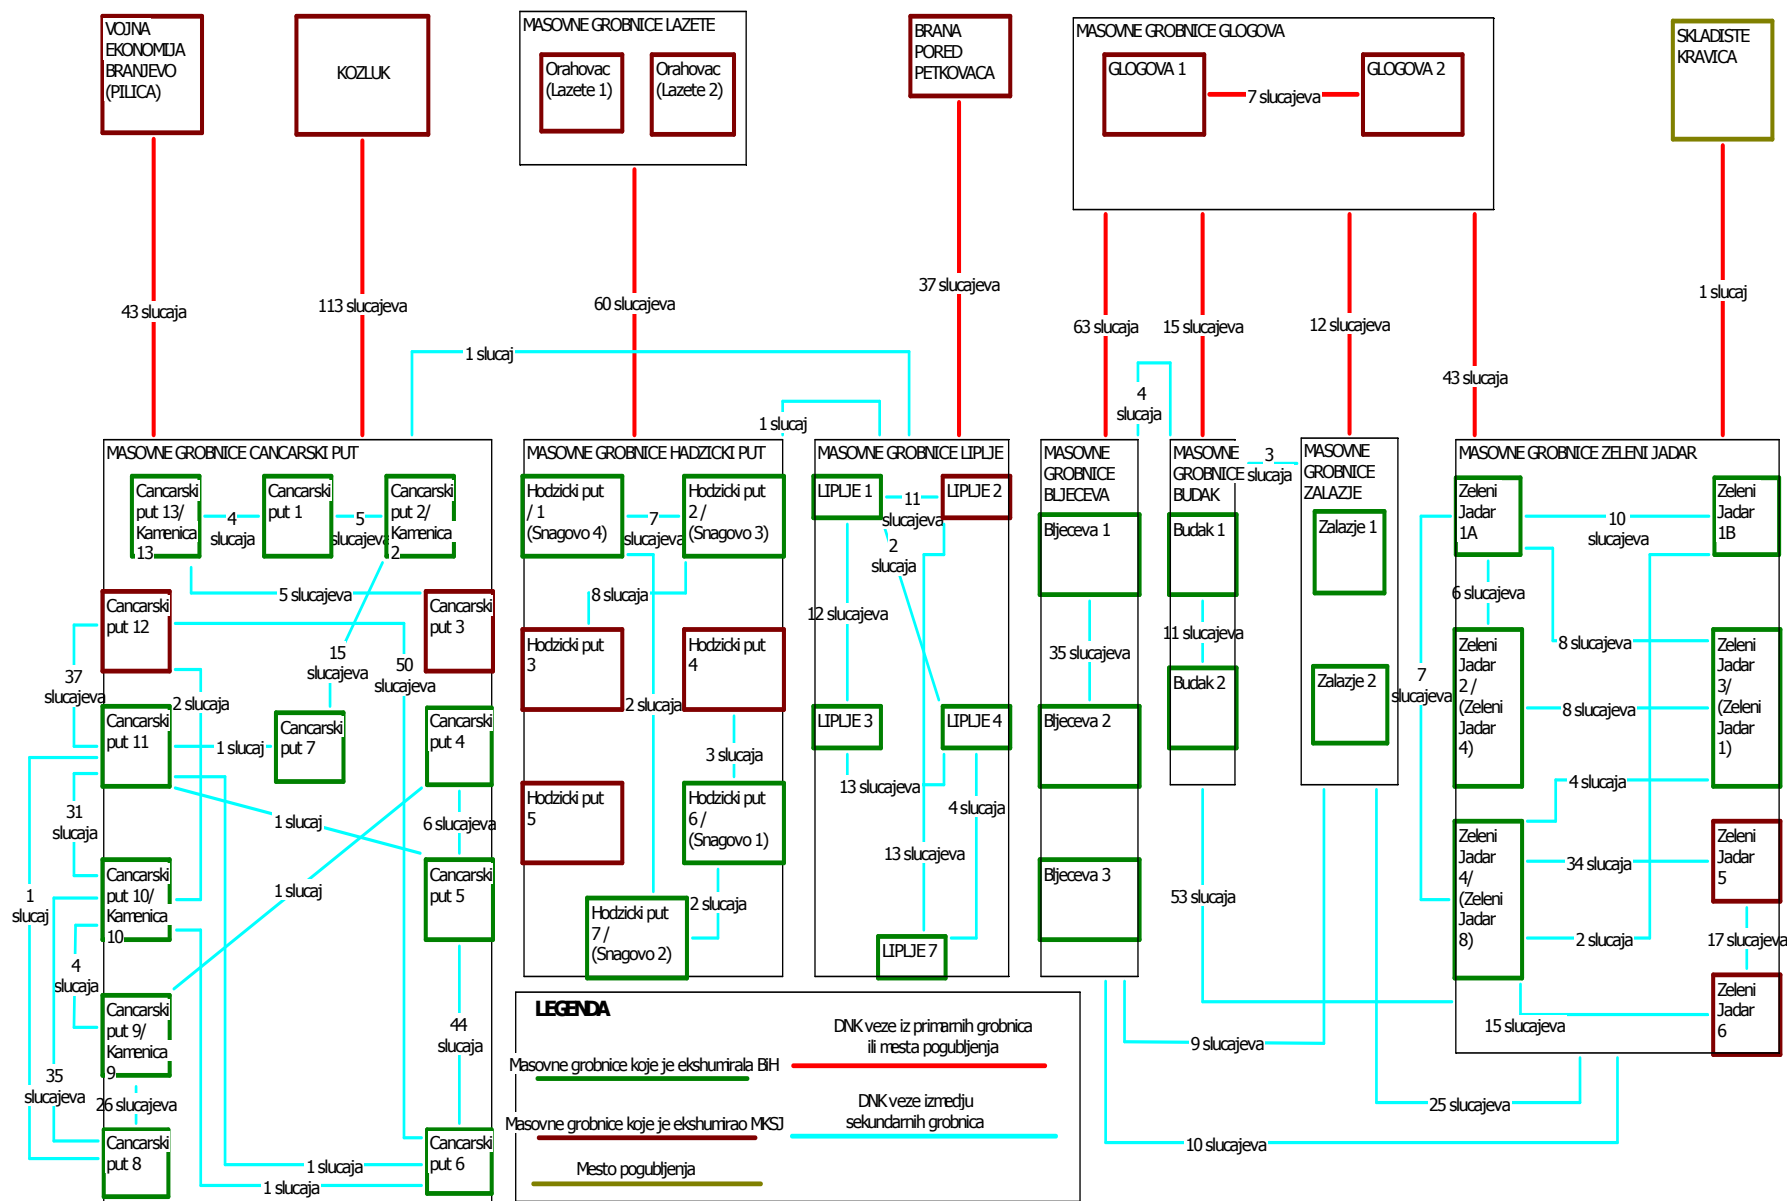 VOJNA
EKONOMIJA
BRANJEVO
(PILICA)
KOZLUK
MASOVNE GROBNICE LAZETE
Orahovac
(Lazete 1)
Orahovac
(Lazete 2)
BRANA
PORED
PETKOVACA
MASOVNE GROBNICE GLOGOVA
GLOGOVA 1
7 slucajeva
GLOGOVA 2
SKLADISTE
KRAVICA
43 slucaja
113 slucajeva
60 slucajeva
37 slucajeva
63 slucaja
15 slucajeva
12 slucajeva
43 slucaja
1 slucaj
1 slucaj
1 slucaj
4
slucaja
3
slucaja
MASOVNE GROBNICE CANCARSKI PUT
Cancarski
put 13/
Kamenica
13
4
slucaja
Cancarski
put 1
5
slucajeva
Cancarski
put 2/
Kamenica
2
5 slucajeva
Cancarski
put 12
Cancarski
put 3
15
slucajeva
50
slucajeva
37
slucajeva
2 slucaja
Cancarski
put 11
1 slucaj
Cancarski
put 7
Cancarski
put 4
31
slucaja
1 slucaj
6 slucajeva
Cancarski
put 10/
Kamenica
10
1 slucaj
Cancarski
put 5
1
slucaj
4
slucaja
Cancarski
put 9/
Kamenica
9
44
slucaja
35
slucajeva
26 slucajeva
Cancarski
put 8
1 slucaja
1 slucaja
Cancarski
put 6
MASOVNE GROBNICE HADZICKI PUT
Hodzicki put
/ 1
(Snagovo 4)
7
slucajeva
Hodzicki put
2 /
(Snagovo 3)
8 slucaja
Hodzicki put
3
Hodzicki put
4
2 slucaja
3 slucaja
Hodzicki put
5
Hodzicki put
6 /
(Snagovo 1)
2 slucaja
Hodzicki put
7 /
(Snagovo 2)
MASOVNE GROBNICE LIPLJE
LIPLJE 1
11
slucajeva
LIPLJE 2
2
slucaja
12 slucajeva
LIPLJE 3
LIPLJE 4
13 slucajeva
4 slucaja
13 slucajeva
LIPLJE 7
MASOVNE
GROBNICE
BLJECEVA
Bljeceva 1
35 slucajeva
Bljeceva 2
Bljeceva 3
MASOVNE
GROBNICE
BUDAK
Budak 1
11 slucajeva
Budak 2
53 slucaja
MASOVNE
GROBNICE
ZALAZJE
Zalazje 1
Zalazje 2
MASOVNE GROBNICE ZELENI JADAR
Zeleni
Jadar
1A
10
slucajeva
Zeleni
Jadar
1B
6 slucajeva
8 slucajeva
7
slucajeva
Zeleni
Jadar
2 /
(Zeleni
Jadar
4)
8 slucajeva
Zeleni
Jadar
3/
(Zeleni
Jadar
1)
4 slucaja
Zeleni
Jadar
4/
(Zeleni
Jadar
8)
34 slucaja
Zeleni
Jadar
5
2 slucaja
17 slucajeva
15 slucajeva
Zeleni
Jadar
6
9 slucajeva
25 slucajeva
10 slucajeva
LEGENDA
Masovne grobnice koje je ekshumirala BiH
DNK veze iz primarnih grobnica
ili mesta pogubljenja
Masovne grobnice koje je ekshumirao MKSJ
DNK veze izmedju
sekundarnih grobnica
Mesto pogubljenja